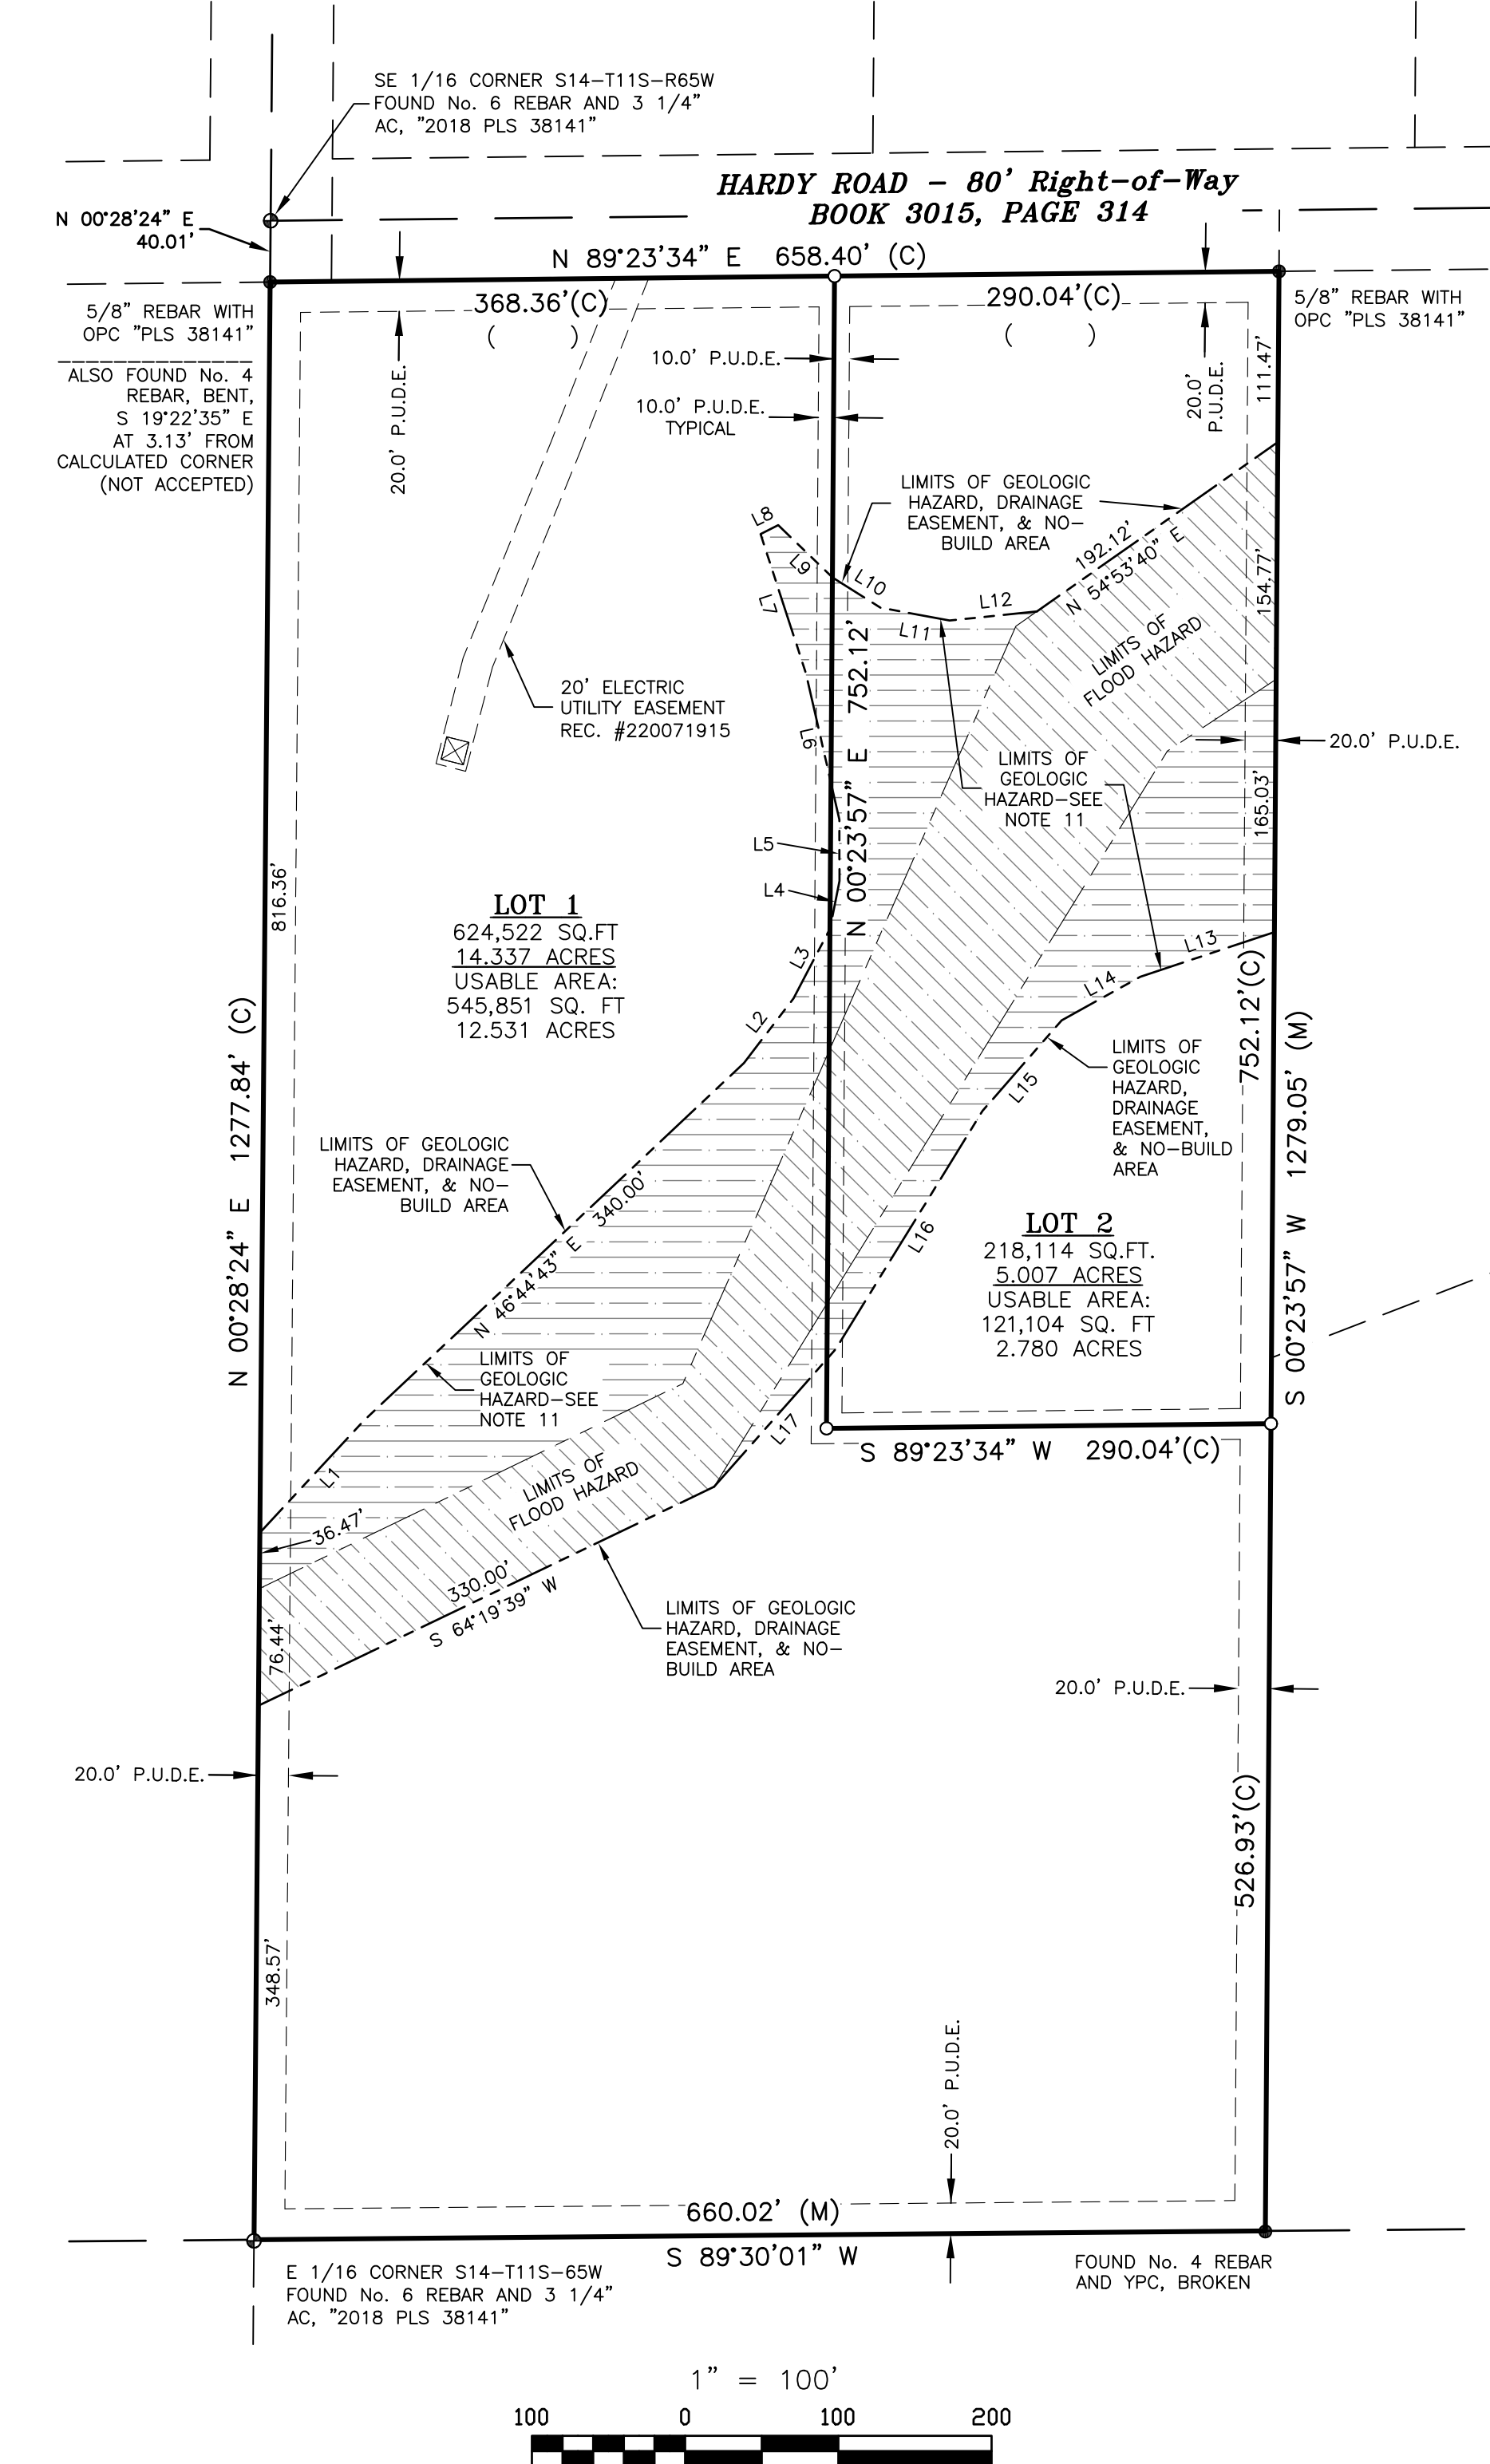 SE 1/16 CORNER S14-T11S-R65W
FOUND No. 6 REBAR AND 3 1/4"
AC, "2018 PLS 38141"
HARDY ROAD - 80' Right-of-Way
BOOK 3015, PAGE 314
N 00°28'24" E
40.01'
N 89°23'34" E 658.40' (C)
368.36'(C)
( )
290.04'(C)
( )
5/8" REBAR WITH
OPC "PLS 38141"
ALSO FOUND No. 4
REBAR, BENT,
S 19°22'35" E
AT 3.13' FROM
CALCULATED CORNER
(NOT ACCEPTED)
5/8" REBAR WITH
OPC "PLS 38141"
20.0' P.U.D.E.
10.0' P.U.D.E.
10.0' P.U.D.E.
TYPICAL
20.0'
P.U.D.E.
111.47'
LIMITS OF GEOLOGIC
HAZARD, DRAINAGE
EASEMENT, & NO-
BUILD AREA
L8
L9
L10
L7
L11
L12
192.12'
N 54°53'40" E
154.77'
LIMITS OF
FLOOD HAZARD
20' ELECTRIC
UTILITY EASEMENT
REC. #220071915
L6
N 00°23'57" E 752.12'
LIMITS OF
GEOLOGIC
HAZARD-SEE
NOTE 11
20.0' P.U.D.E.
165.03'
L5
L4
816.36'
LOT 1
624,522 SQ.FT
14.337 ACRES
USABLE AREA:
545,851 SQ. FT
12.531 ACRES
L3
L2
L13
L14
752.12'(C)
L15
LIMITS OF
GEOLOGIC
HAZARD,
DRAINAGE
EASEMENT,
& NO-BUILD
AREA
N 00°28'24" E 1277.84' (C)
S 00°23'57" W 1279.05' (M)
LIMITS OF GEOLOGIC
HAZARD, DRAINAGE
EASEMENT, & NO-
BUILD AREA
N 46°44'43" E 340.00'
L16
LOT 2
218,114 SQ.FT.
5.007 ACRES
USABLE AREA:
121,104 SQ. FT
2.780 ACRES
LIMITS OF
GEOLOGIC
HAZARD-SEE
NOTE 11
L17
S 89°23'34" W 290.04'(C)
L1
LIMITS OF
FLOOD HAZARD
36.47'
330.00'
S 64°19'39" W
76.44'
LIMITS OF GEOLOGIC
HAZARD, DRAINAGE
EASEMENT, & NO-
BUILD AREA
20.0' P.U.D.E.
20.0' P.U.D.E.
526.93'(C)
348.57'
20.0' P.U.D.E.
660.02' (M)
S 89°30'01" W
E 1/16 CORNER S14-T11S-65W
FOUND No. 6 REBAR AND 3 1/4"
AC, "2018 PLS 38141"
FOUND No. 4 REBAR
AND YPC, BROKEN
1" = 100'
100 0 100 200